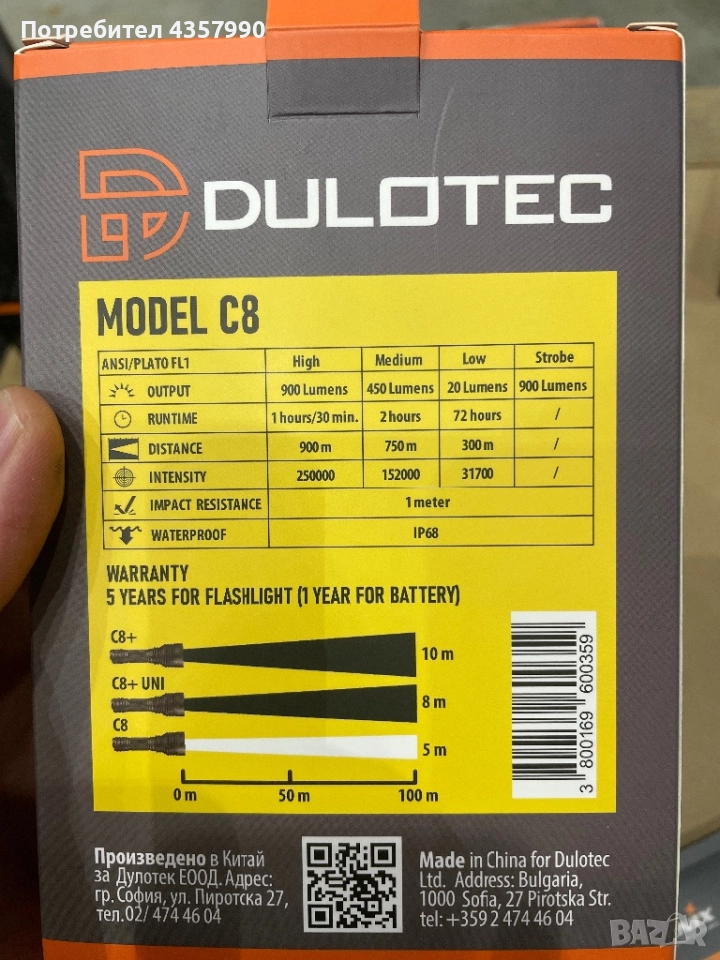 Потребител 4357990
DULOTEC
MODEL C8
ANSI/PLATO FL1 High Medium Low Strobe
OUTPUT 900 Lumens 450 Lumens 20 Lumens 900 Lumens
RUNTIME 1 hours/30 min. 2 hours 72 hours /
DISTANCE 900 m 750 m 300 m /
INTENSITY 250000 152000 31700 /
IMPACT RESISTANCE 1 meter
WATERPROOF IP68
WARRANTY
5 YEARS FOR FLASHLIGHT (1 YEAR FOR BATTERY)
C8+
10 m
C8+ UNI
8 m
C8
5 m
0 m 50 m 100 m
3 800169 600359
Произведено в Китай
за Дулотек ЕООД. Адрес:
гр. София, ул. Пиротска 27,
тел.02/ 474 46 04
Made in China for Dulotec
Ltd. Address: Bulgaria,
1000 Sofia, 27 Pirotska Str.
tel: +359 2 474 46 04
BAZAR